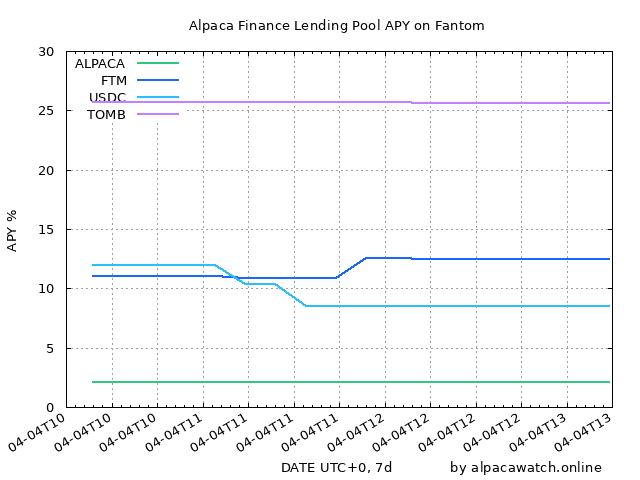 Alpaca Finance Lending Pool APY on Fantom
30
25
20
15
10
5
0
APY %
ALPACA
FTM
USDC
TOMB
04-04T10
04-04T10
04-04T10
04-04T11
04-04T11
04-04T11
04-04T11
04-04T12
04-04T12
04-04T12
04-04T12
04-04T13
04-04T13
DATE UTC+0, 7d
by alpacawatch.online